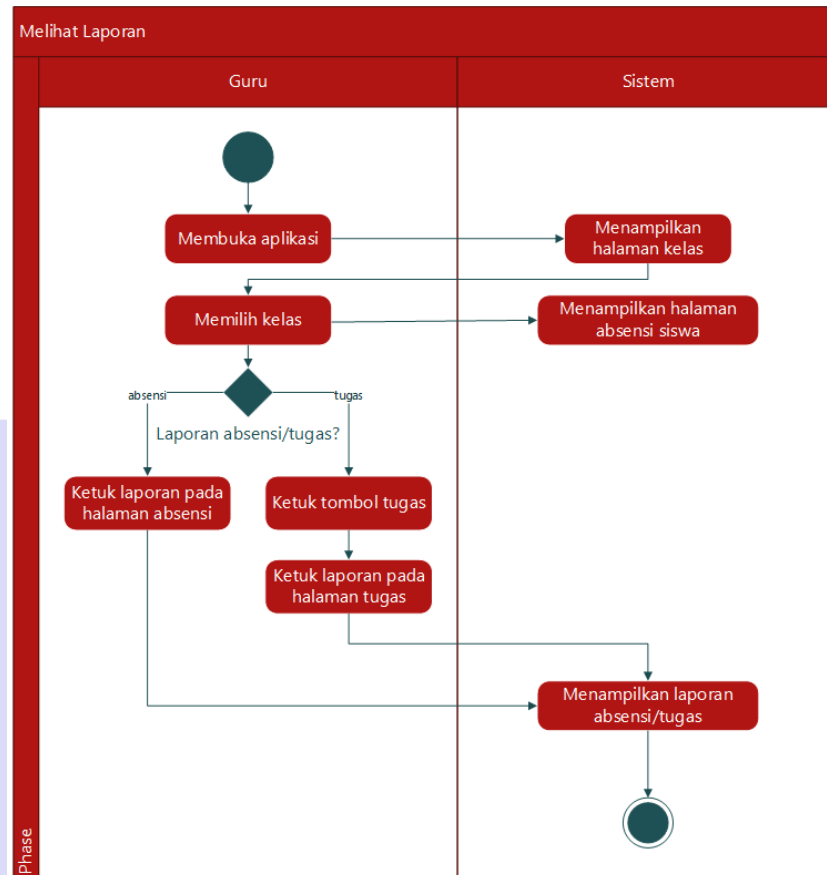 Melihat Laporan
Guru
Sistem
Membuka aplikasi
Menampilkan
halaman kelas
Memilih kelas
Menampilkan halaman
absensi siswa
absensi
tugas
Laporan absensi/tugas?
Ketuk laporan pada
halaman absensi
Ketuk tombol tugas
Ketuk laporan pada
halaman tugas
Menampilkan laporan
absensi/tugas
Phase